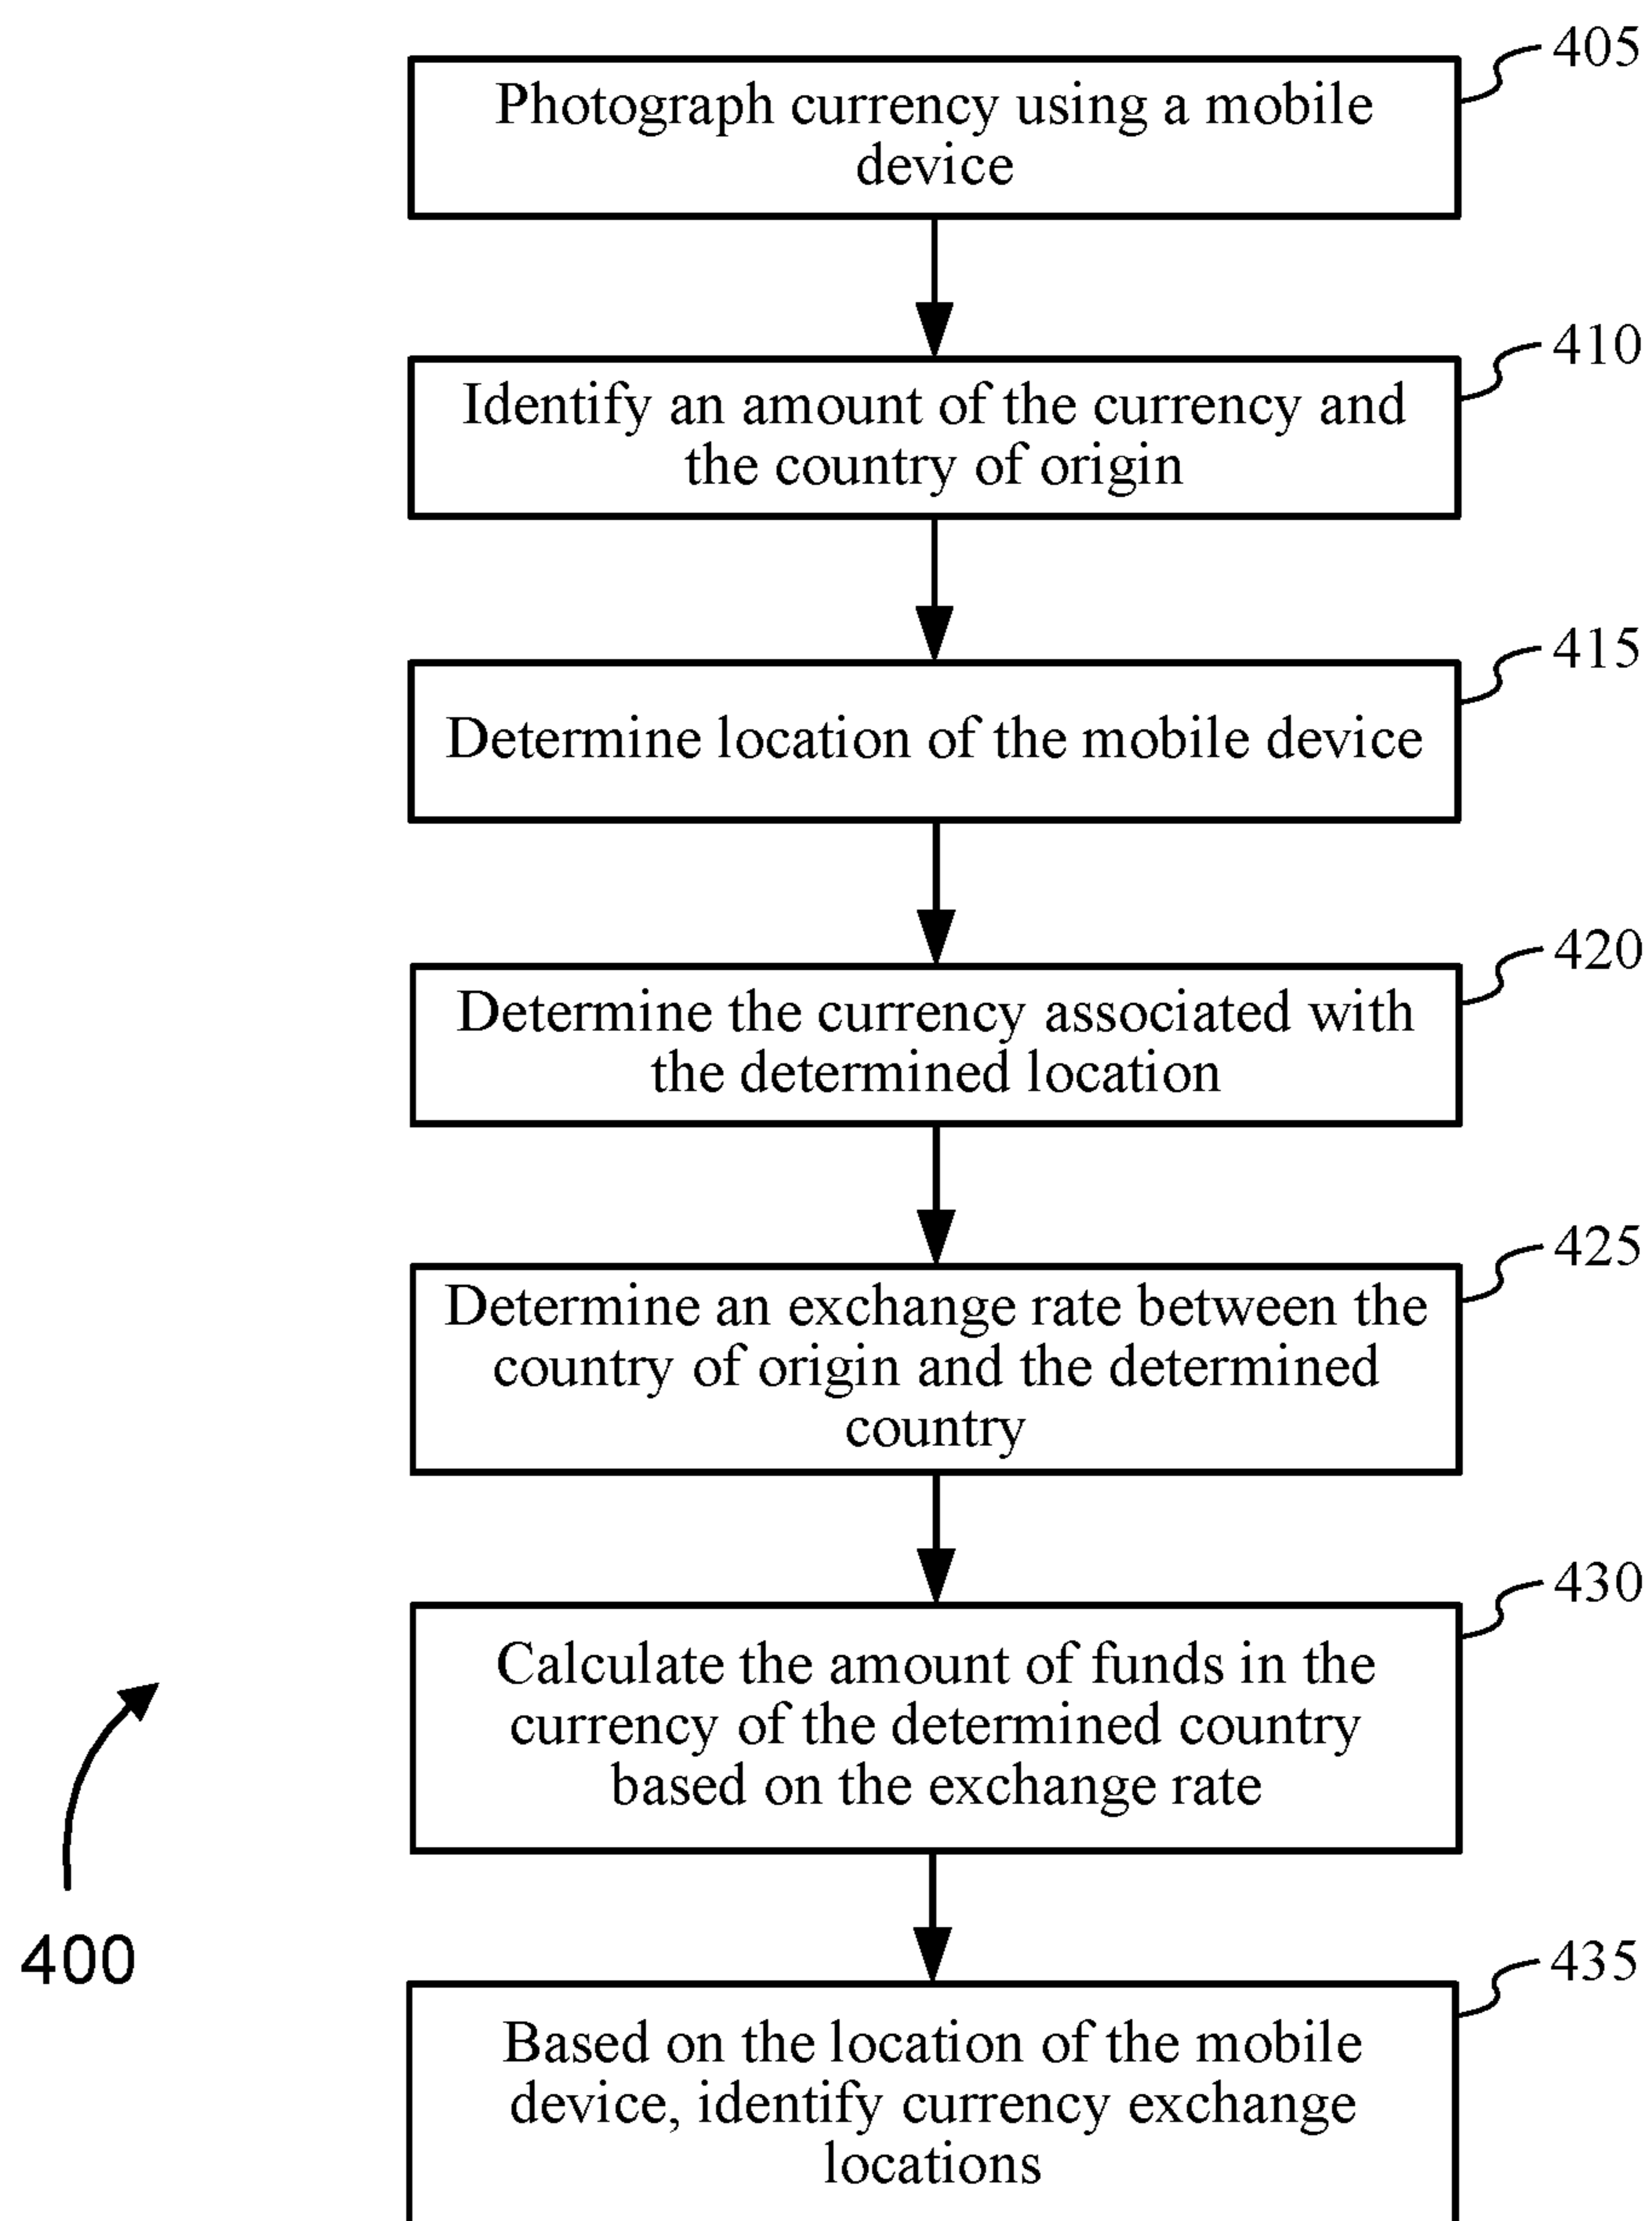 405
Photograph currency using a mobile
device
410
Identify an amount of the currency and
the country of origin
415
Determine location of the mobile device
420
Determine the currency associated with
the determined location
425
Determine an exchange rate between the
country of origin and the determined
country
430
Calculate the amount of funds in the
currency of the determined country
based on the exchange rate
400
435
Based on the location of the mobile
device, identify currency exchange
locations